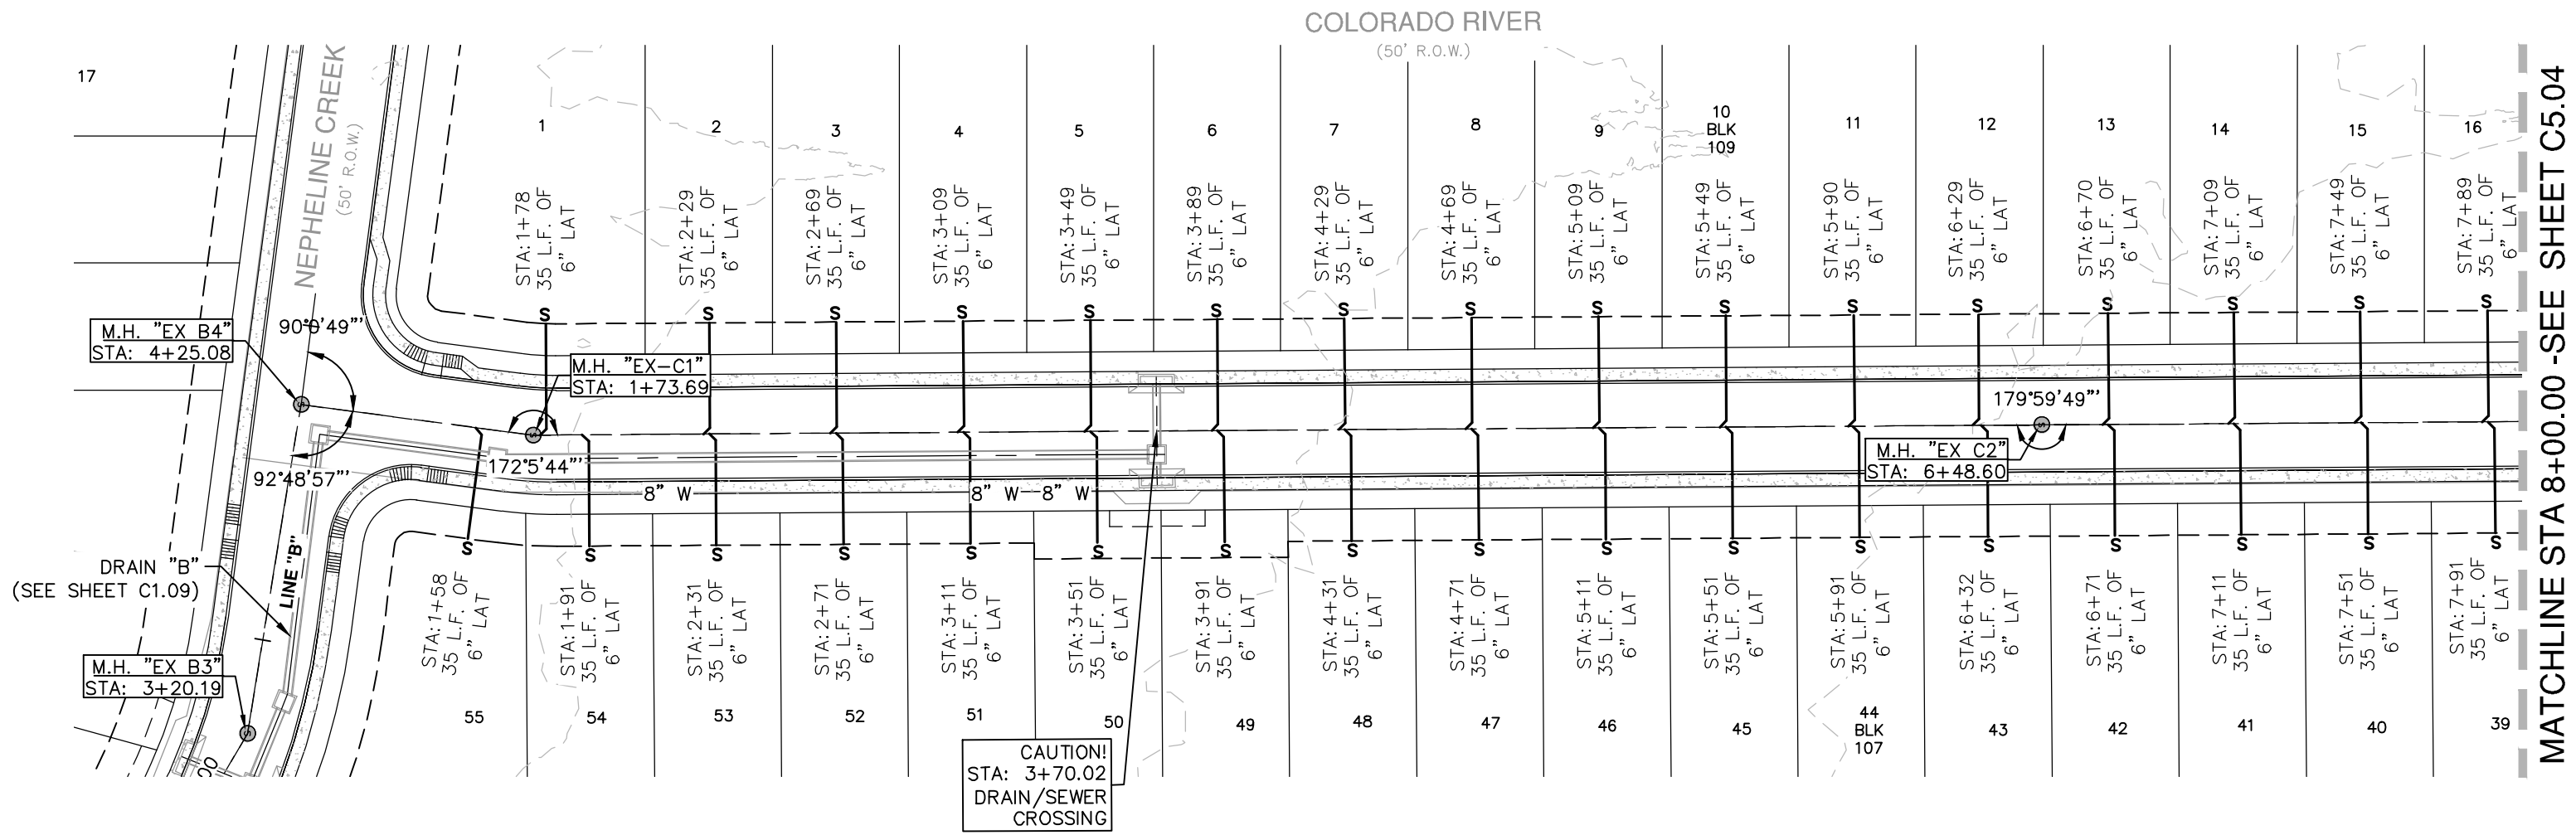 COLORADO RIVER
(50' R.O.W.)
17
NEPHELINE CREEK
(50' R.O.W.)
1
2
3
4
5
6
7
8
9
10
BLK
109
11
12
13
14
15
16
STA:1+78
35 L.F. OF
6" LAT
STA:2+29
35 L.F. OF
6" LAT
STA:2+69
35 L.F. OF
6" LAT
STA:3+09
35 L.F. OF
6" LAT
STA:3+49
35 L.F. OF
6" LAT
STA:3+89
35 L.F. OF
6" LAT
STA:4+29
35 L.F. OF
6" LAT
STA:4+69
35 L.F. OF
6" LAT
STA:5+09
35 L.F. OF
6" LAT
STA:5+49
35 L.F. OF
6" LAT
STA:5+90
35 L.F. OF
6" LAT
STA:6+29
35 L.F. OF
6" LAT
STA:6+70
35 L.F. OF
6" LAT
STA:7+09
35 L.F. OF
6" LAT
STA:7+49
35 L.F. OF
6" LAT
STA:7+89
35 L.F. OF
6" LAT
S S S S S S S S S S S S S S S S
M.H. "EX B4"
STA: 4+25.08
90°0'49"'
M.H. "EX-C1"
STA: 1+73.69
179°59'49"'
M.H. "EX C2"
STA: 6+48.60
172°5'44"'
92°48'57"'
8" W
8" W
8" W
S S S S S S S S S S S S S S S S S
DRAIN "B"
(SEE SHEET C1.09)
LINE "B"
M.H. "EX B3"
STA: 3+20.19
STA:1+58
35 L.F. OF
6" LAT
STA:1+91
35 L.F. OF
6" LAT
STA:2+31
35 L.F. OF
6" LAT
STA:2+71
35 L.F. OF
6" LAT
STA:3+11
35 L.F. OF
6" LAT
STA:3+51
35 L.F. OF
6" LAT
STA:3+91
35 L.F. OF
6" LAT
STA:4+31
35 L.F. OF
6" LAT
STA:4+71
35 L.F. OF
6" LAT
STA:5+11
35 L.F. OF
6" LAT
STA:5+51
35 L.F. OF
6" LAT
STA:5+91
35 L.F. OF
6" LAT
STA:6+32
35 L.F. OF
6" LAT
STA:6+71
35 L.F. OF
6" LAT
STA:7+11
35 L.F. OF
6" LAT
STA:7+51
35 L.F. OF
6" LAT
STA:7+91
35 L.F. OF
6" LAT
55
54
53
52
51
50
49
48
47
46
45
44
BLK
107
43
42
41
40
39
CAUTION!
STA: 3+70.02
DRAIN/SEWER
CROSSING
MATCHLINE STA 8+00.00 -SEE SHEET C5.04